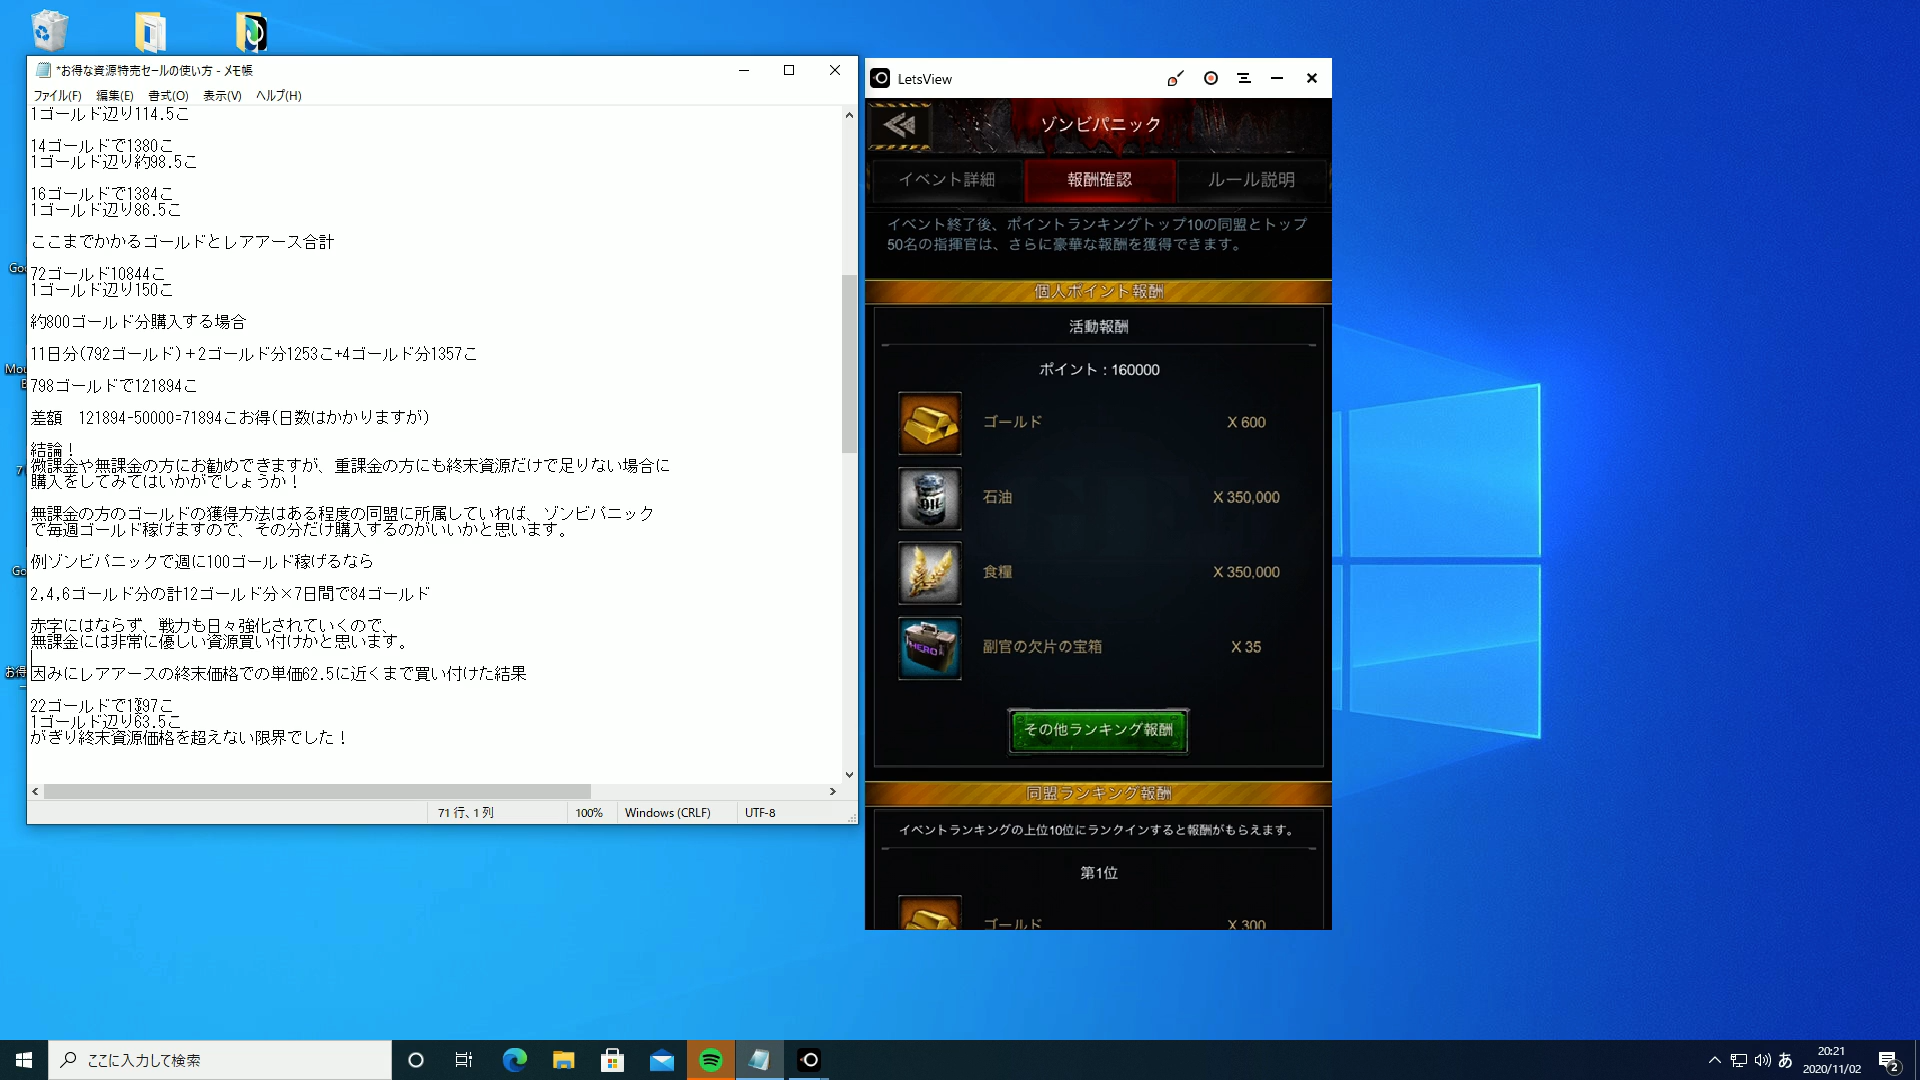 *お得な資源特売セールの使い方 - メモ帳
ファイル(F) 編集(E) 書式(O) 表示(V) ヘルプ(H)
1ゴールド辺り114.5こ
14ゴールドで1380こ
1ゴールド辺り約98.5こ
16ゴールドで1384こ
1ゴールド辺り86.5こ
ここまでかかるゴールドとレアアース合計
72ゴールド10844こ
1ゴールド辺り150こ
約800ゴールド分購入する場合
11日分(792ゴールド)＋2ゴールド分1253こ+4ゴールド分1357こ
798ゴールドで121894こ
差額　121894-50000=71894こお得(日数はかかりますが)
結論！
微課金や無課金の方にお勧めできますが、重課金の方にも終末資源だけで足りない場合に
購入をしてみてはいかがでしょうか！
無課金の方のゴールドの獲得方法はある程度の同盟に所属していれば、ゾンビパニック
で毎週ゴールド稼げますので、その分だけ購入するのがいいかと思います。
例ゾンビパニックで週に100ゴールド稼げるなら
2,4,6ゴールド分の計12ゴールド分×7日間で84ゴールド
赤字にはならず、戦力も日々強化されていくので、
無課金には非常に優しい資源買い付けかと思います。
因みにレアアースの終末価格での単価62.5に近くまで買い付けた結果
22ゴールドで1397こ
1ゴールド辺り63.5こ
がぎり終末資源価格を超えない限界でした！
71 行、1 列
100%
Windows (CRLF)
UTF-8
LetsView
ゾンビパニック
イベント詳細 報酬確認 ルール説明
イベント終了後、ポイントランキングトップ10の同盟とトップ
50名の指揮官は、さらに豪華な報酬を獲得できます。
個人ポイント報酬
活動報酬
ポイント：160000
ゴールド X 600
OIL
石油 X 350,000
食糧 X 350,000
HERO
副官の欠片の宝箱 X 35
その他ランキング報酬
同盟ランキング報酬
イベントランキングの上位10位にランクインすると報酬がもらえます。
第1位
ゴールド X 300
ここに入力して検索
あ
20:21
2020/11/02
2